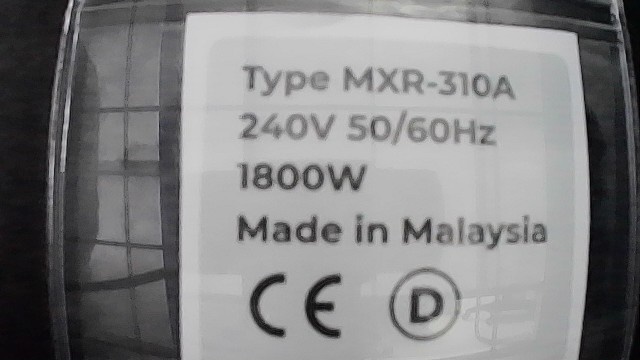 Type MXR-310A
240V 50/60Hz
1800W
Made in Malaysia
CE D